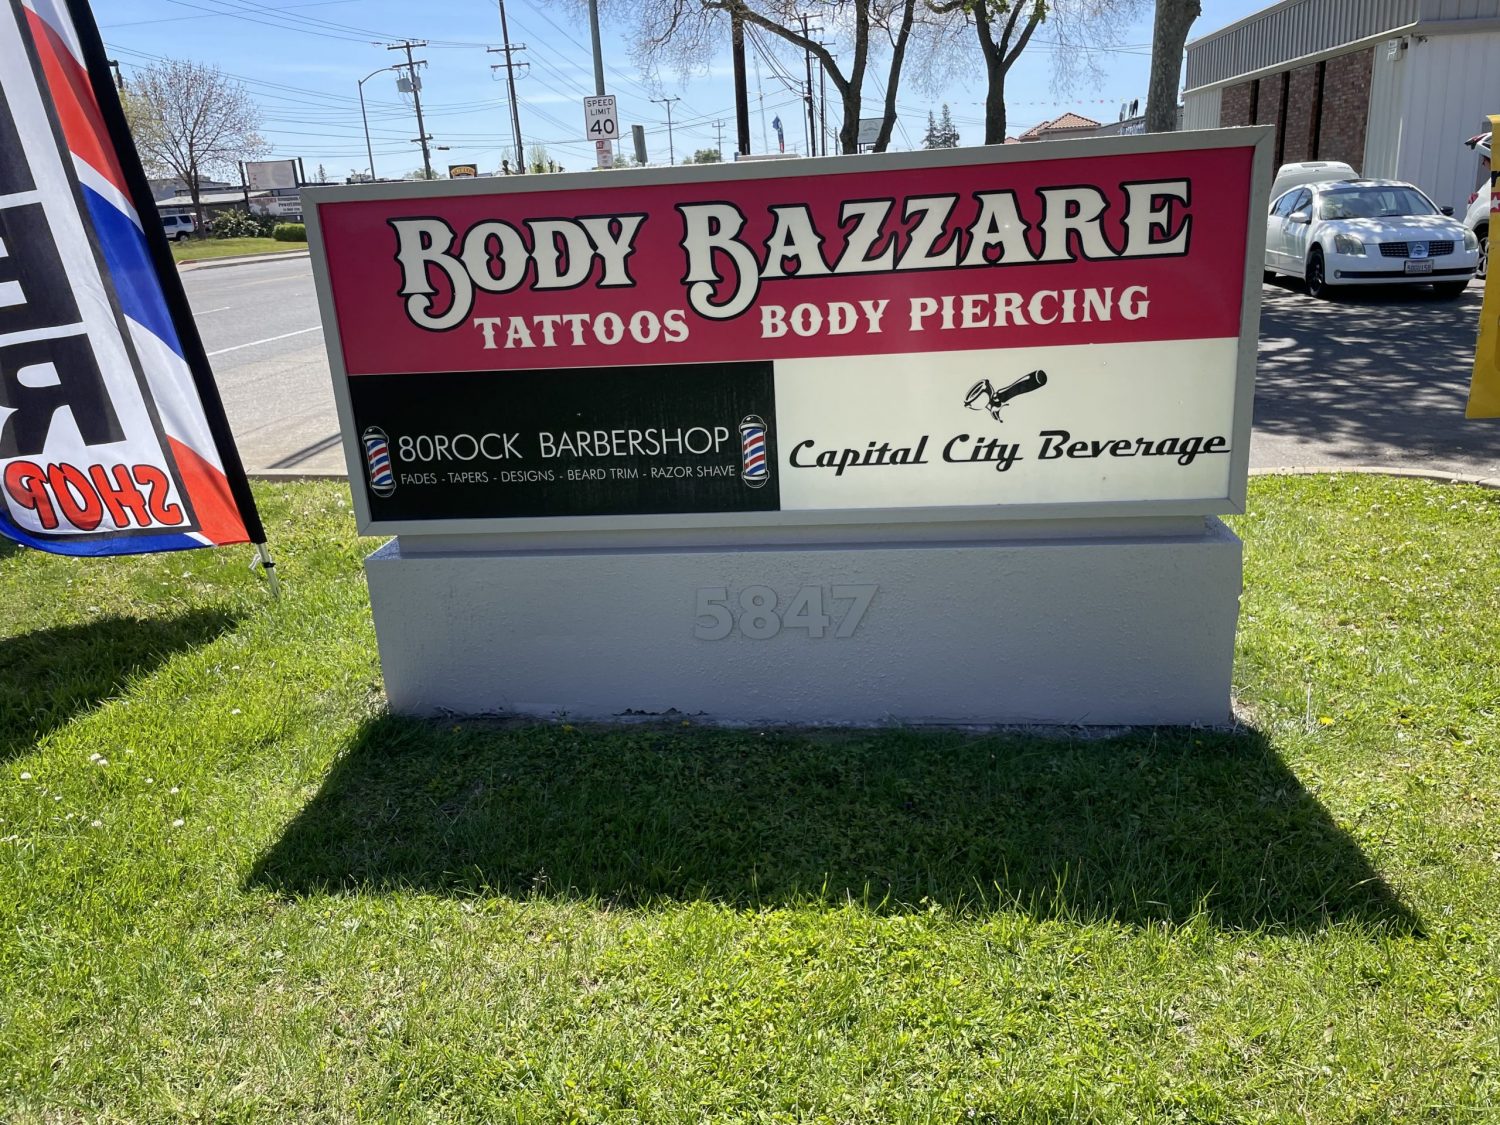 SPEED
LIMIT
40
BODY BAZZARE
TATTOOS BODY PIERCING
80ROCK BARBERSHOP
FADES - TAPERS - DESIGNS - BEARD TRIM - RAZOR SHAVE
Capital City Beverage
5847
ER
SHOP